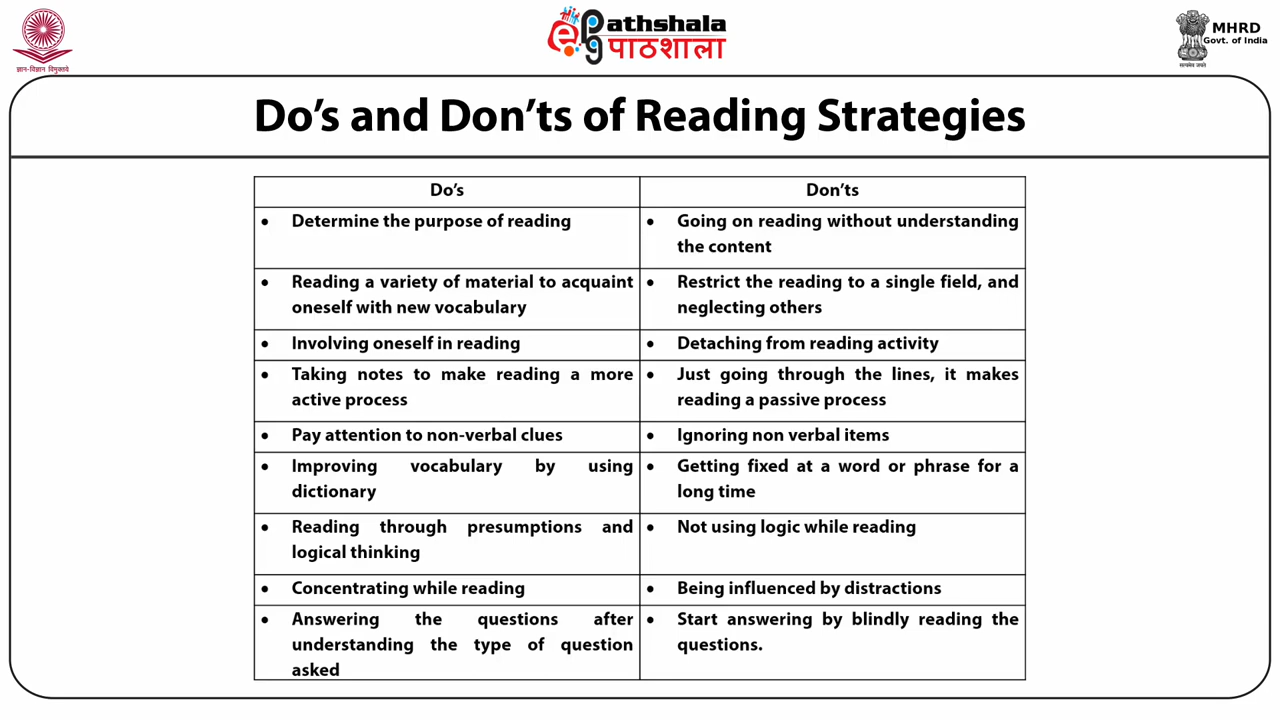 ज्ञान-विज्ञान विमुक्तये
ePG Pathshala
पाठशाला
MHRD
Govt. of India
सत्यमेव जयते
Do’s and Don’ts of Reading Strategies
Do’s
Don’ts
• Determine the purpose of reading
• Going on reading without understanding
the content
• Reading a variety of material to acquaint
oneself with new vocabulary
• Restrict the reading to a single field, and
neglecting others
• Involving oneself in reading
• Detaching from reading activity
• Taking notes to make reading a more
active process
• Just going through the lines, it makes
reading a passive process
• Pay attention to non-verbal clues
• Ignoring non verbal items
• Improving vocabulary by using
dictionary
• Getting fixed at a word or phrase for a
long time
• Reading through presumptions and
logical thinking
• Not using logic while reading
• Concentrating while reading
• Being influenced by distractions
• Answering the questions after
understanding the type of question
asked
• Start answering by blindly reading the
questions.